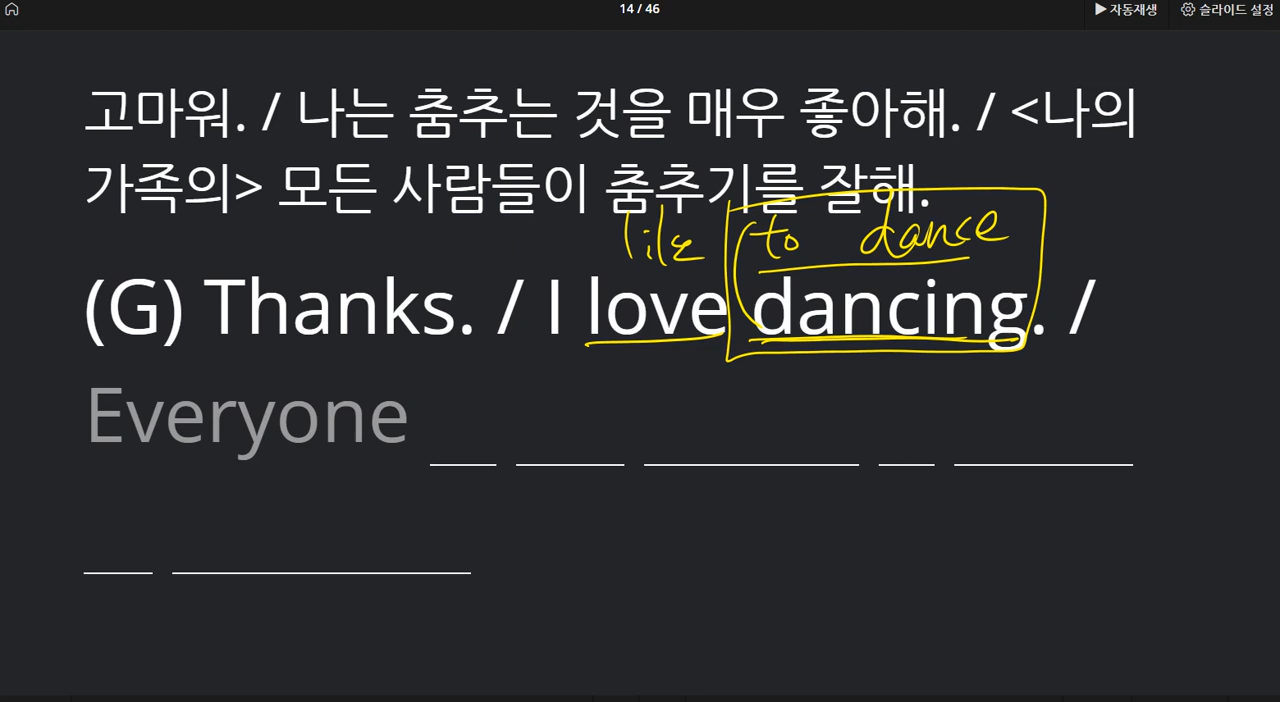 14 / 46
▶ 자동재생
슬라이드 설정
고마워. / 나는 춤추는 것을 매우 좋아해. / <나의
가족의> 모든 사람들이 춤추기를 잘해.
like to dance
(G) Thanks. / I love dancing. /
Everyone